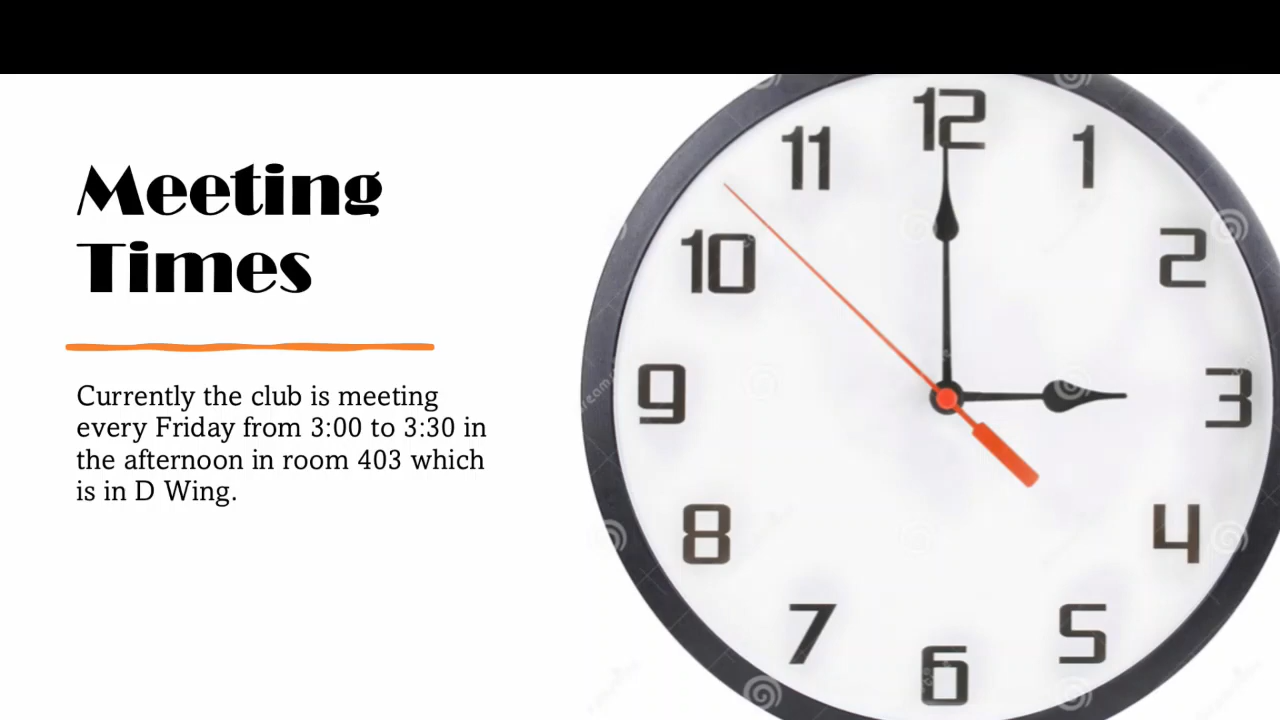 Meeting
Times
Currently the club is meeting
every Friday from 3:00 to 3:30 in
the afternoon in room 403 which
is in D Wing.
12
11
1
10
2
9
3
8
4
7
5
6